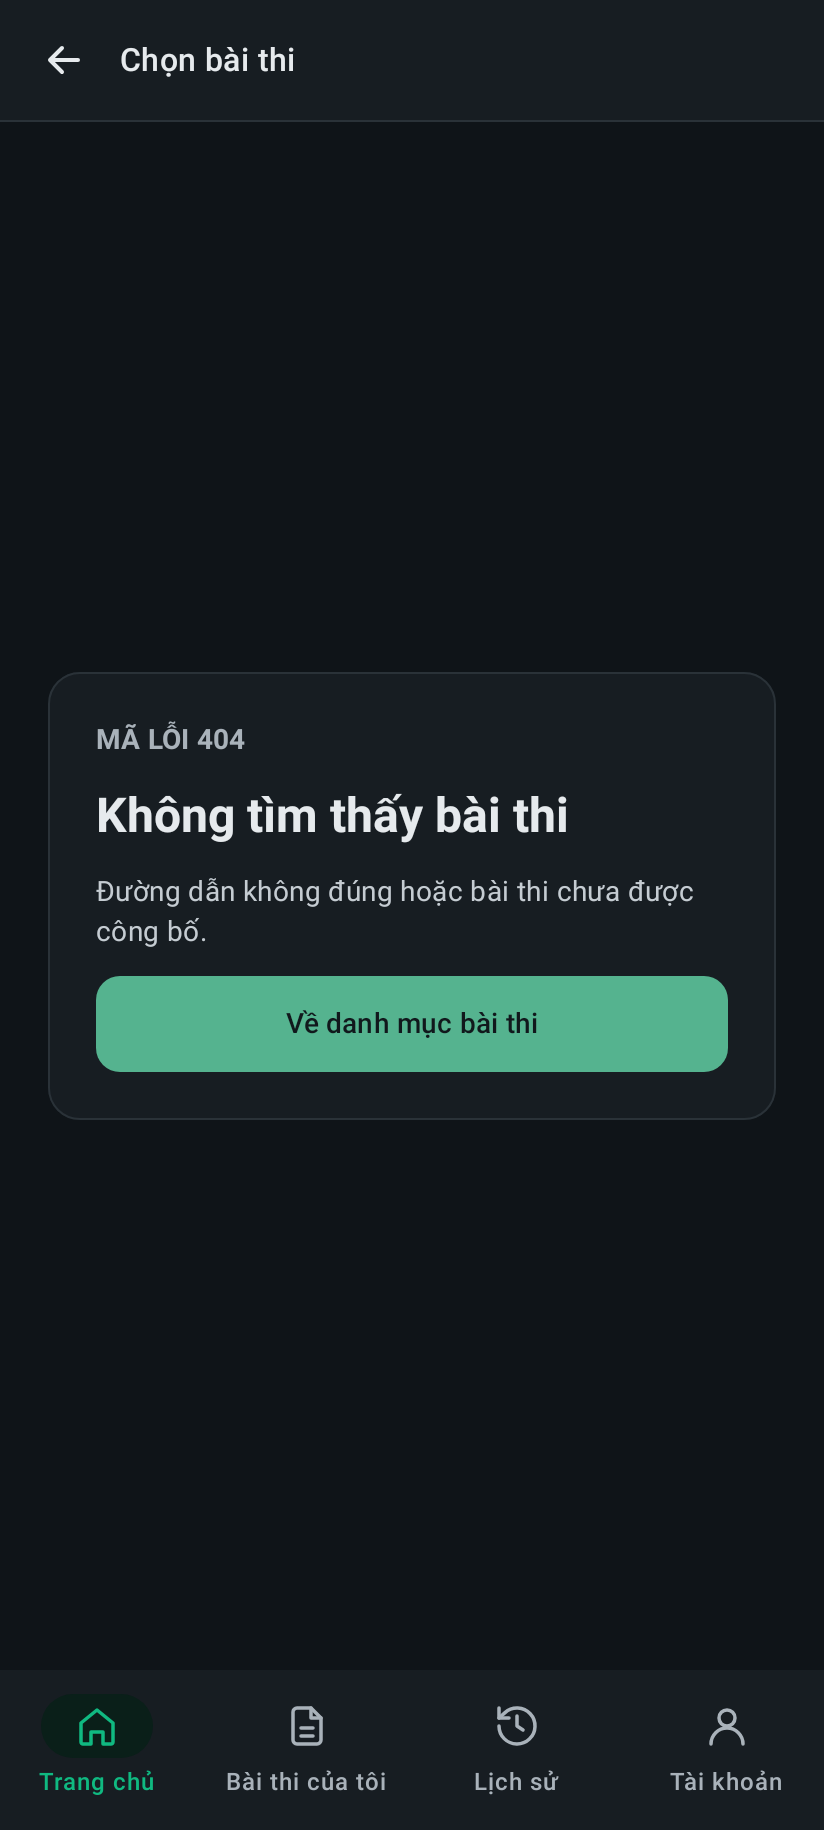 Chọn bài thi
MÃ LỖI 404
Không tìm thấy bài thi
Đường dẫn không đúng hoặc bài thi chưa được
công bố.
Về danh mục bài thi
Trang chủ
Bài thi của tôi
Lịch sử
Tài khoản